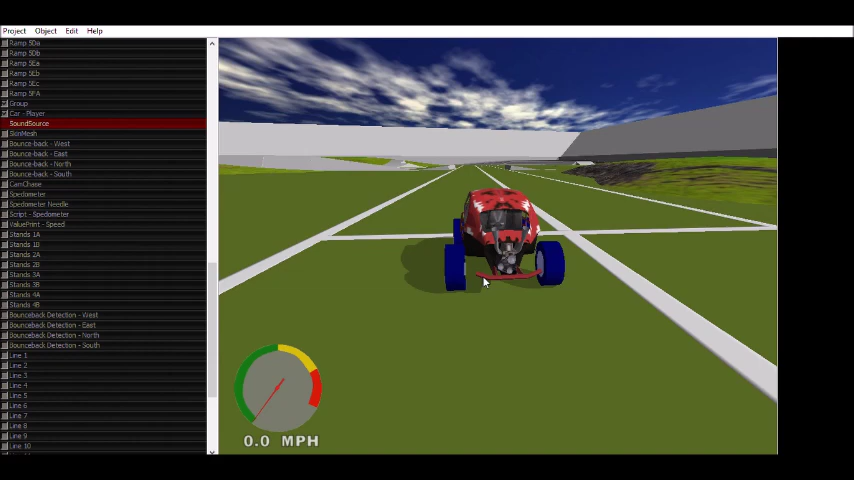 Project Object Edit Help
Ramp 5Da
Ramp 5Db
Ramp 5Ea
Ramp 5Eb
Ramp 5Ec
Ramp 5FA
Group
Car - Player
SoundSource
SkinMesh
Bounce-back - West
Bounce-back - East
Bounce-back - North
Bounce-back - South
CamChase
Spedometer
Spedometer Needle
Script - Spedometer
ValuePrint - Speed
Stands 1A
Stands 1B
Stands 2A
Stands 2B
Stands 3A
Stands 3B
Stands 4A
Stands 4B
Bounceback Detection - West
Bounceback Detection - East
Bounceback Detection - North
Bounceback Detection - South
Line 1
Line 2
Line 3
Line 4
Line 5
Line 6
Line 7
Line 8
Line 9
Line 10
0.0 MPH